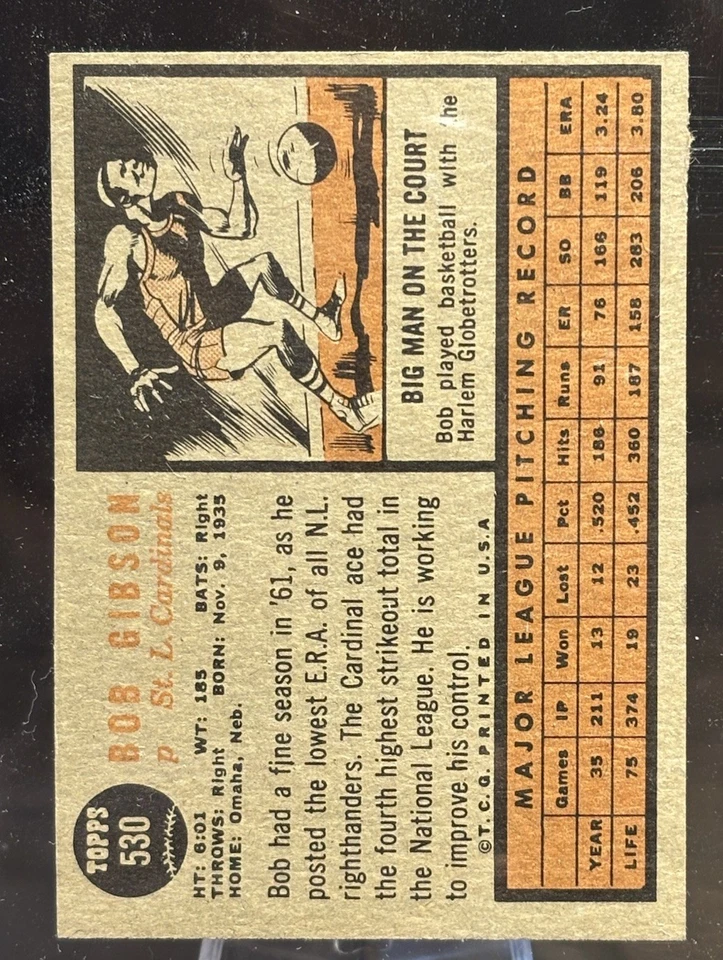 TOPPS
530
BOB GIBSON
p St. L. Cardinals
HT: 6:01 WT: 185 BATS: Right
THROWS: Right BORN: Nov. 9, 1935
HOME: Omaha, Neb.
Bob had a fine season in '61, as he
posted the lowest E.R.A. of all N.L.
righthanders. The Cardinal ace had
the fourth highest strikeout total in
the National League. He is working
to improve his control.
©T.C.G. PRINTED IN U.S.A
BIG MAN ON THE COURT
Bob played basketball with the
Harlem Globetrotters.
MAJOR LEAGUE PITCHING RECORD
Games IP Won Lost Pct Hits Runs ER SO BB ERA
YEAR 35 211 13 12 .520 186 91 76 166 119 3.24
LIFE 75 374 19 23 .452 360 187 158 283 206 3.80